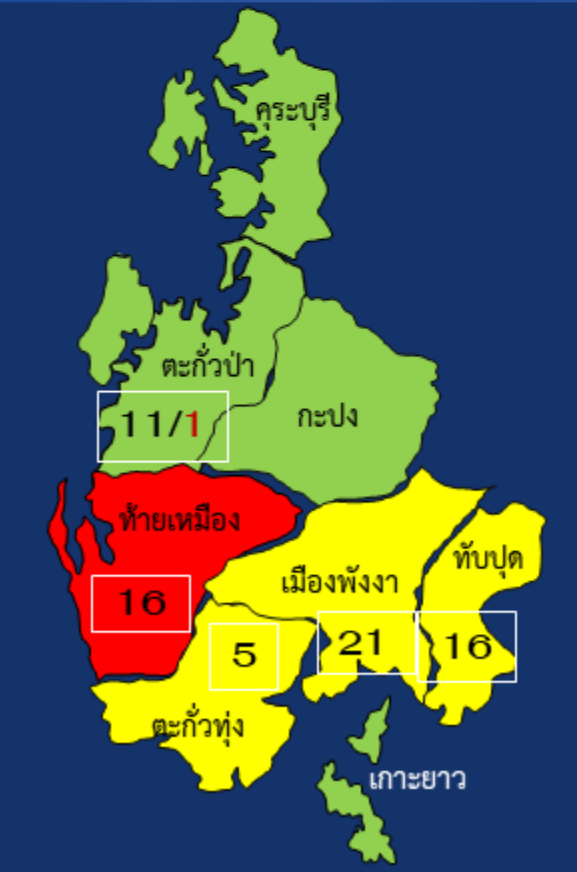 คุระบุรี
ตะกั่วป่า
11/1
กะปง
ท้ายเหมือง
16
เมืองพังงา
21
ทับปุด
16
5
ตะกั่วทุ่ง
เกาะยาว